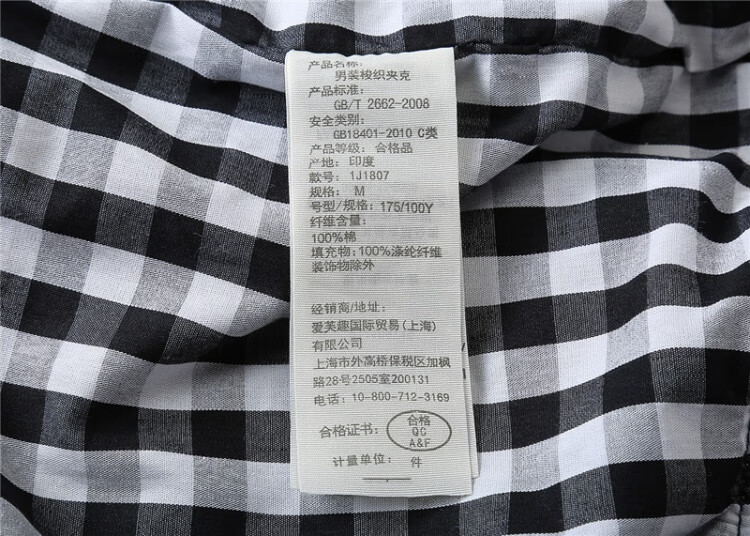 产品名称:
男装梭织夹克
产品标准:
GB/T 2662-2008
安全类别:
GB18401-2010 C类
产品等级: 合格品
产地: 印度
款号: 1J1807
规格: M
号型/规格: 175/100Y
纤维含量:
100%棉
填充物: 100%涤纶纤维
装饰物除外
经销商/地址:
爱芙趣国际贸易(上海)
有限公司
上海市外高桥保税区加枫
路28号2505室200131
电话: 10-800-712-3169
合格证书:
合格
QC
A&F
计量单位: 件